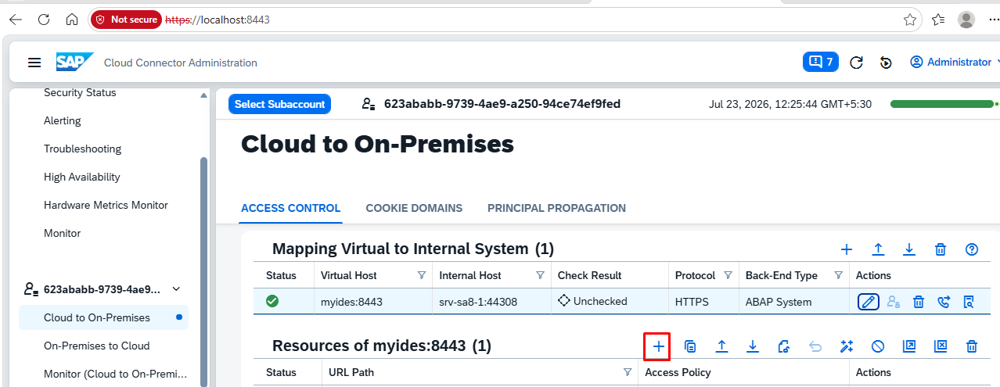 Not secure https://localhost:8443
SAP Cloud Connector Administration 7 Administrator
Security Status
Alerting
Troubleshooting
High Availability
Hardware Metrics Monitor
Monitor
623ababb-9739-4ae9...
Cloud to On-Premises
On-Premises to Cloud
Monitor (Cloud to On-Premi...
Select Subaccount 623ababb-9739-4ae9-a250-94ce74ef9fed Jul 23, 2026, 12:25:44 GMT+5:30
Cloud to On-Premises
ACCESS CONTROL COOKIE DOMAINS PRINCIPAL PROPAGATION
Mapping Virtual to Internal System (1)
Status Virtual Host Internal Host Check Result Protocol Back-End Type Actions
myides:8443 srv-sa8-1:44308 Unchecked HTTPS ABAP System
Resources of myides:8443 (1)
Status URL Path Access Policy Actions